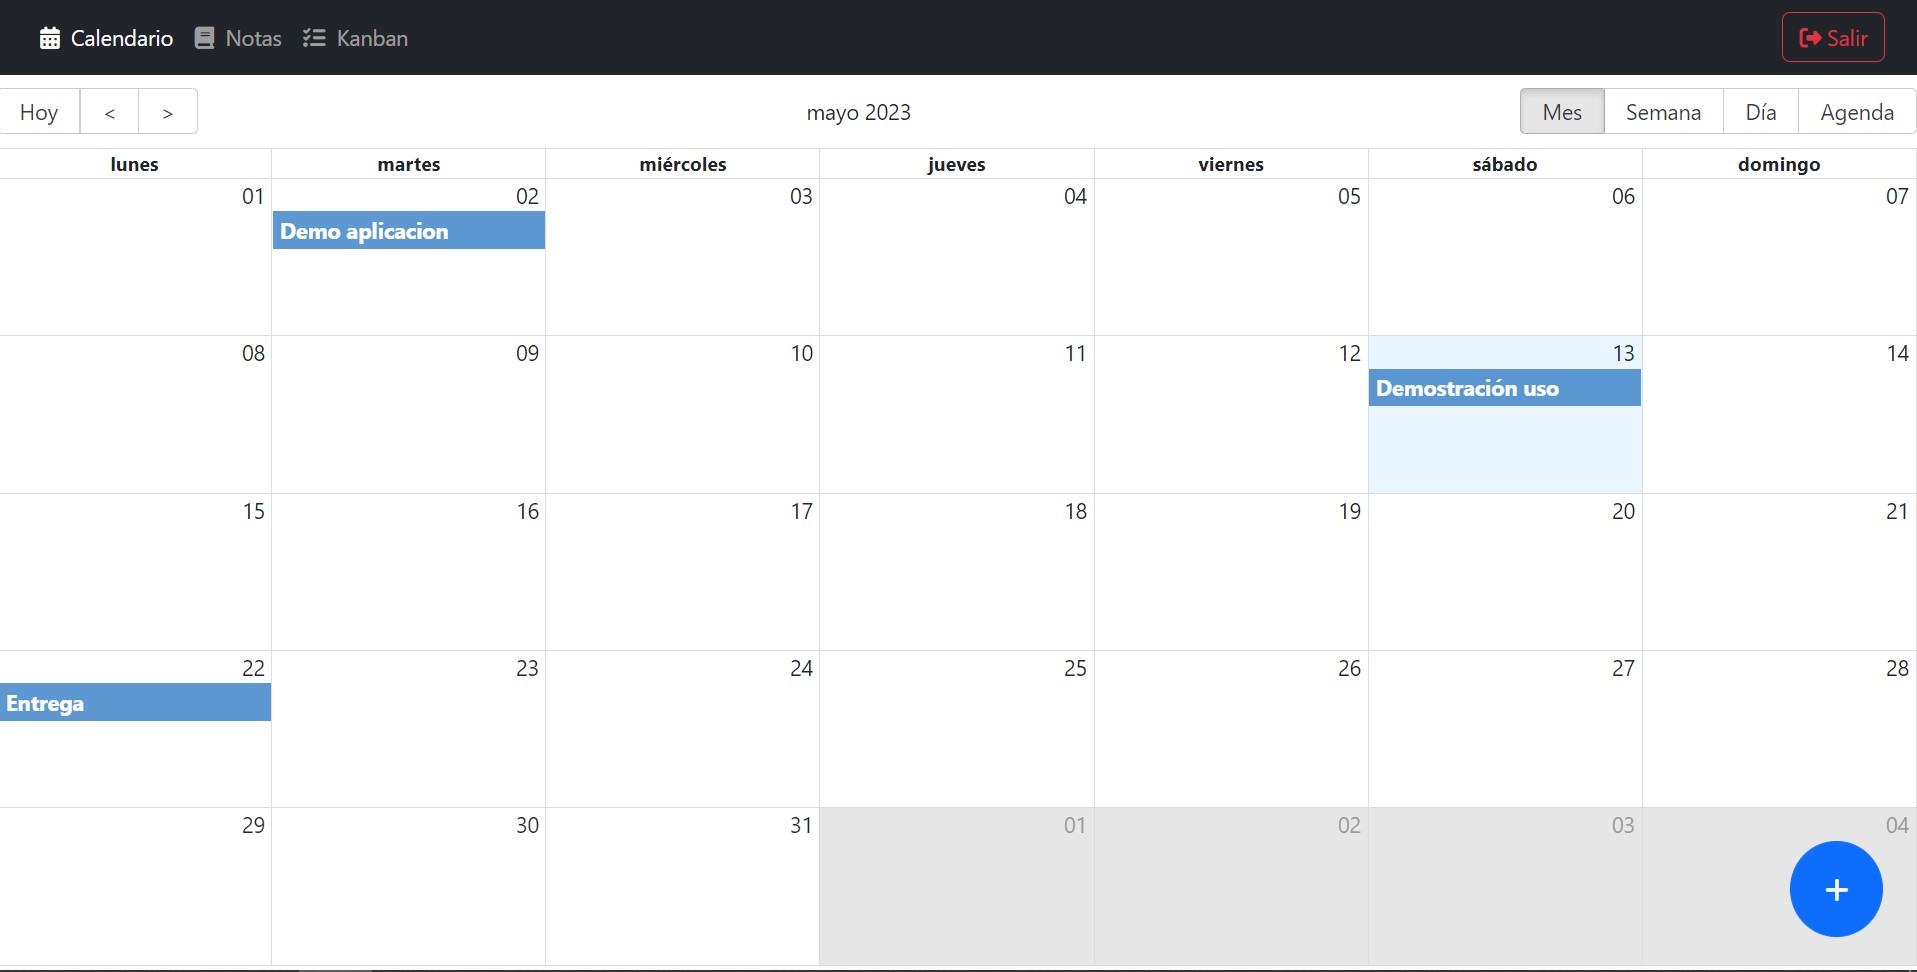 Calendario Notas Kanban Salir
Hoy < > mayo 2023 Mes Semana Día Agenda
lunes martes miércoles jueves viernes sábado domingo
01 02 03 04 05 06 07
Demo aplicacion
08 09 10 11 12 13 14
Demostración uso
15 16 17 18 19 20 21
22 23 24 25 26 27 28
Entrega
29 30 31 01 02 03 04
+